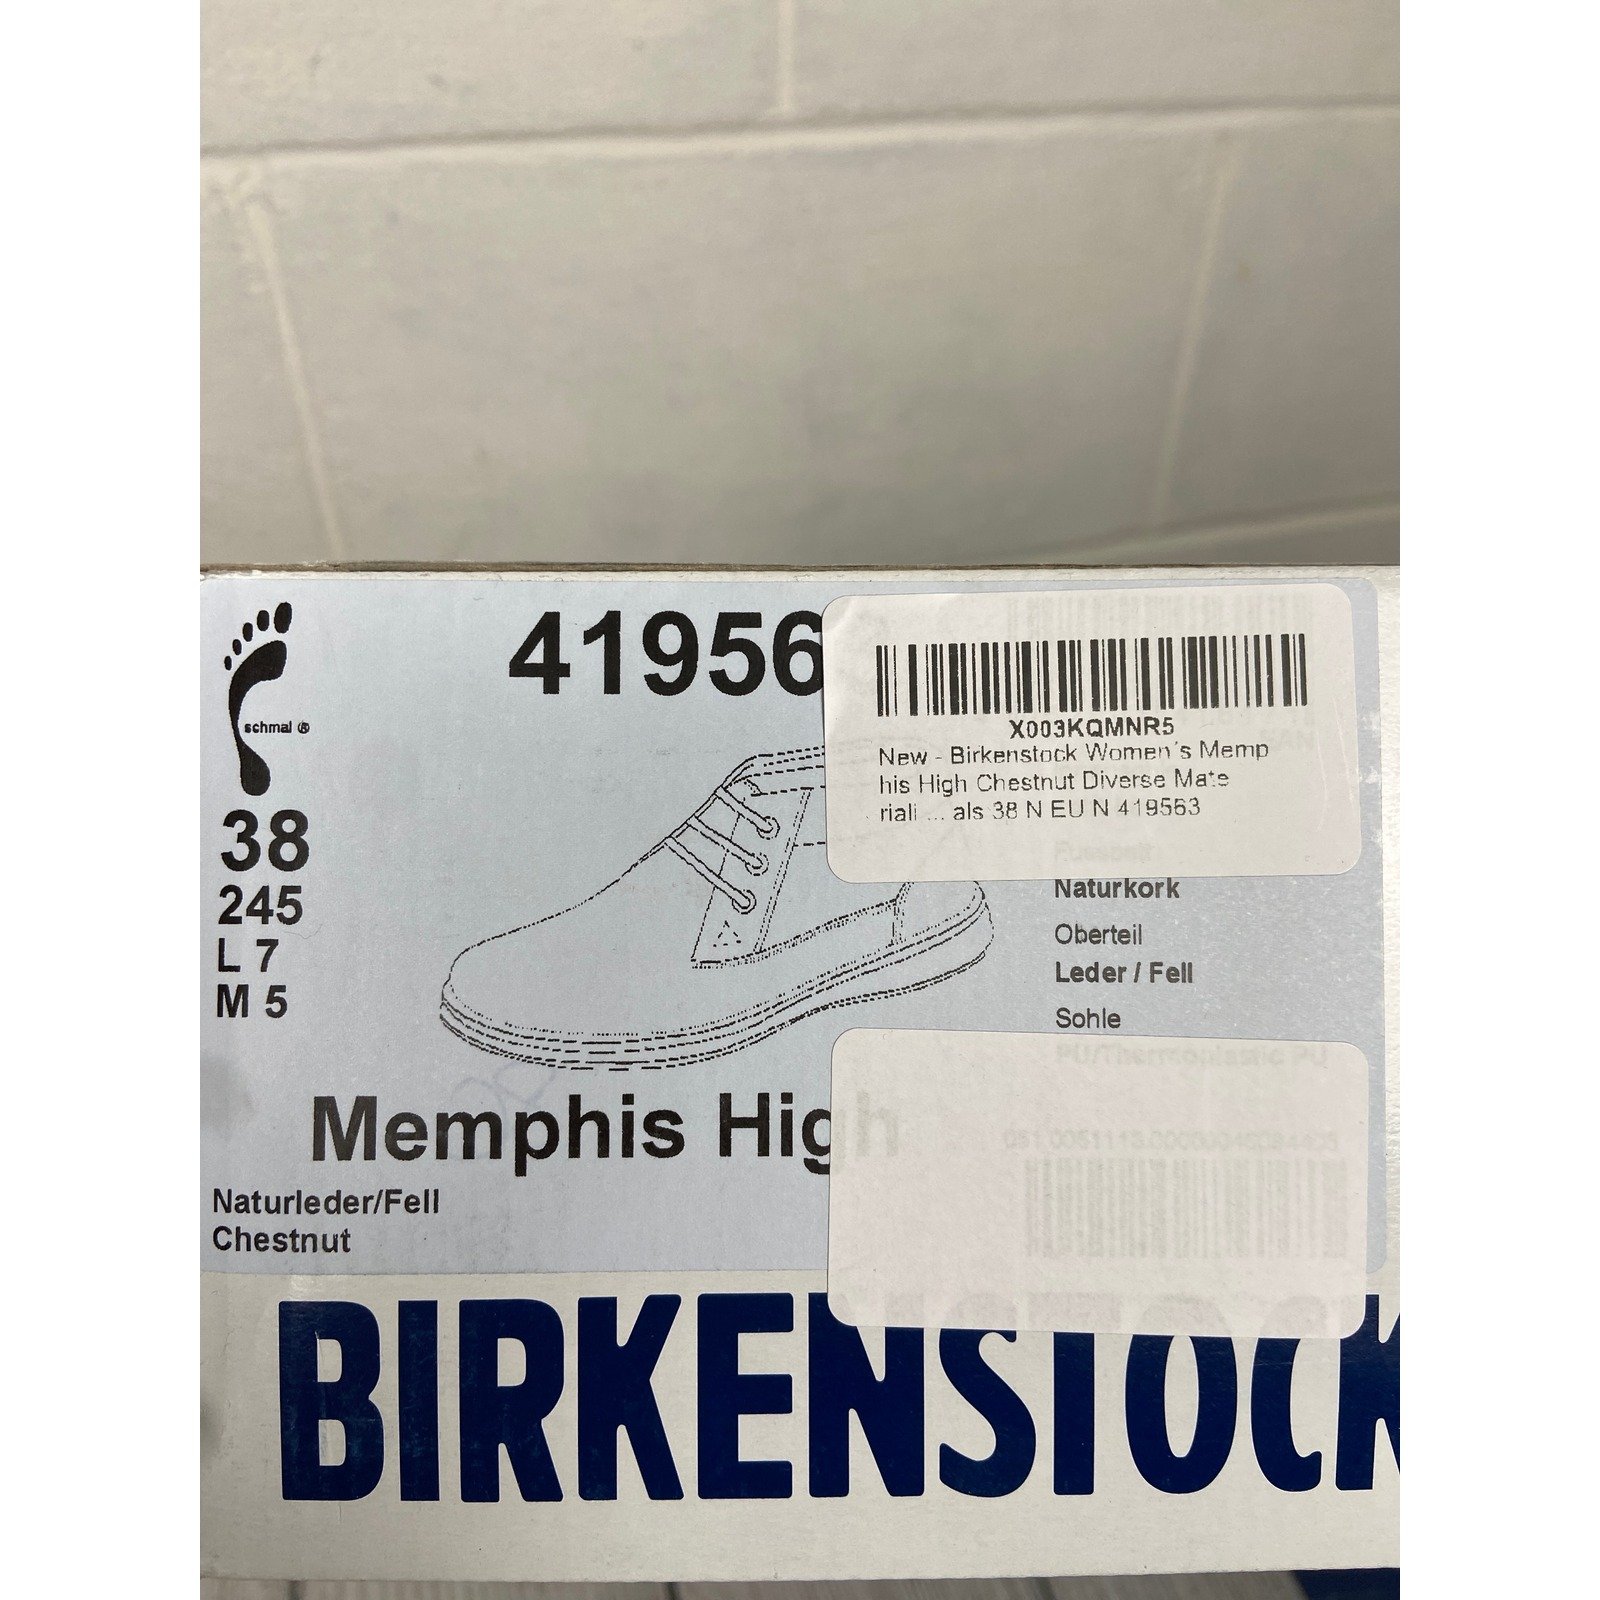 419563
schmal ®
38
245
L 7
M 5
X003KQMNR5
New - Birkenstock Women´s Memp
his High Chestnut Diverse Mate
riali ... als 38 N EU N 419563
Naturkork
Oberteil
Leder / Fell
Sohle
Memphis High
Naturleder/Fell
Chestnut
BIRKENSTOCK